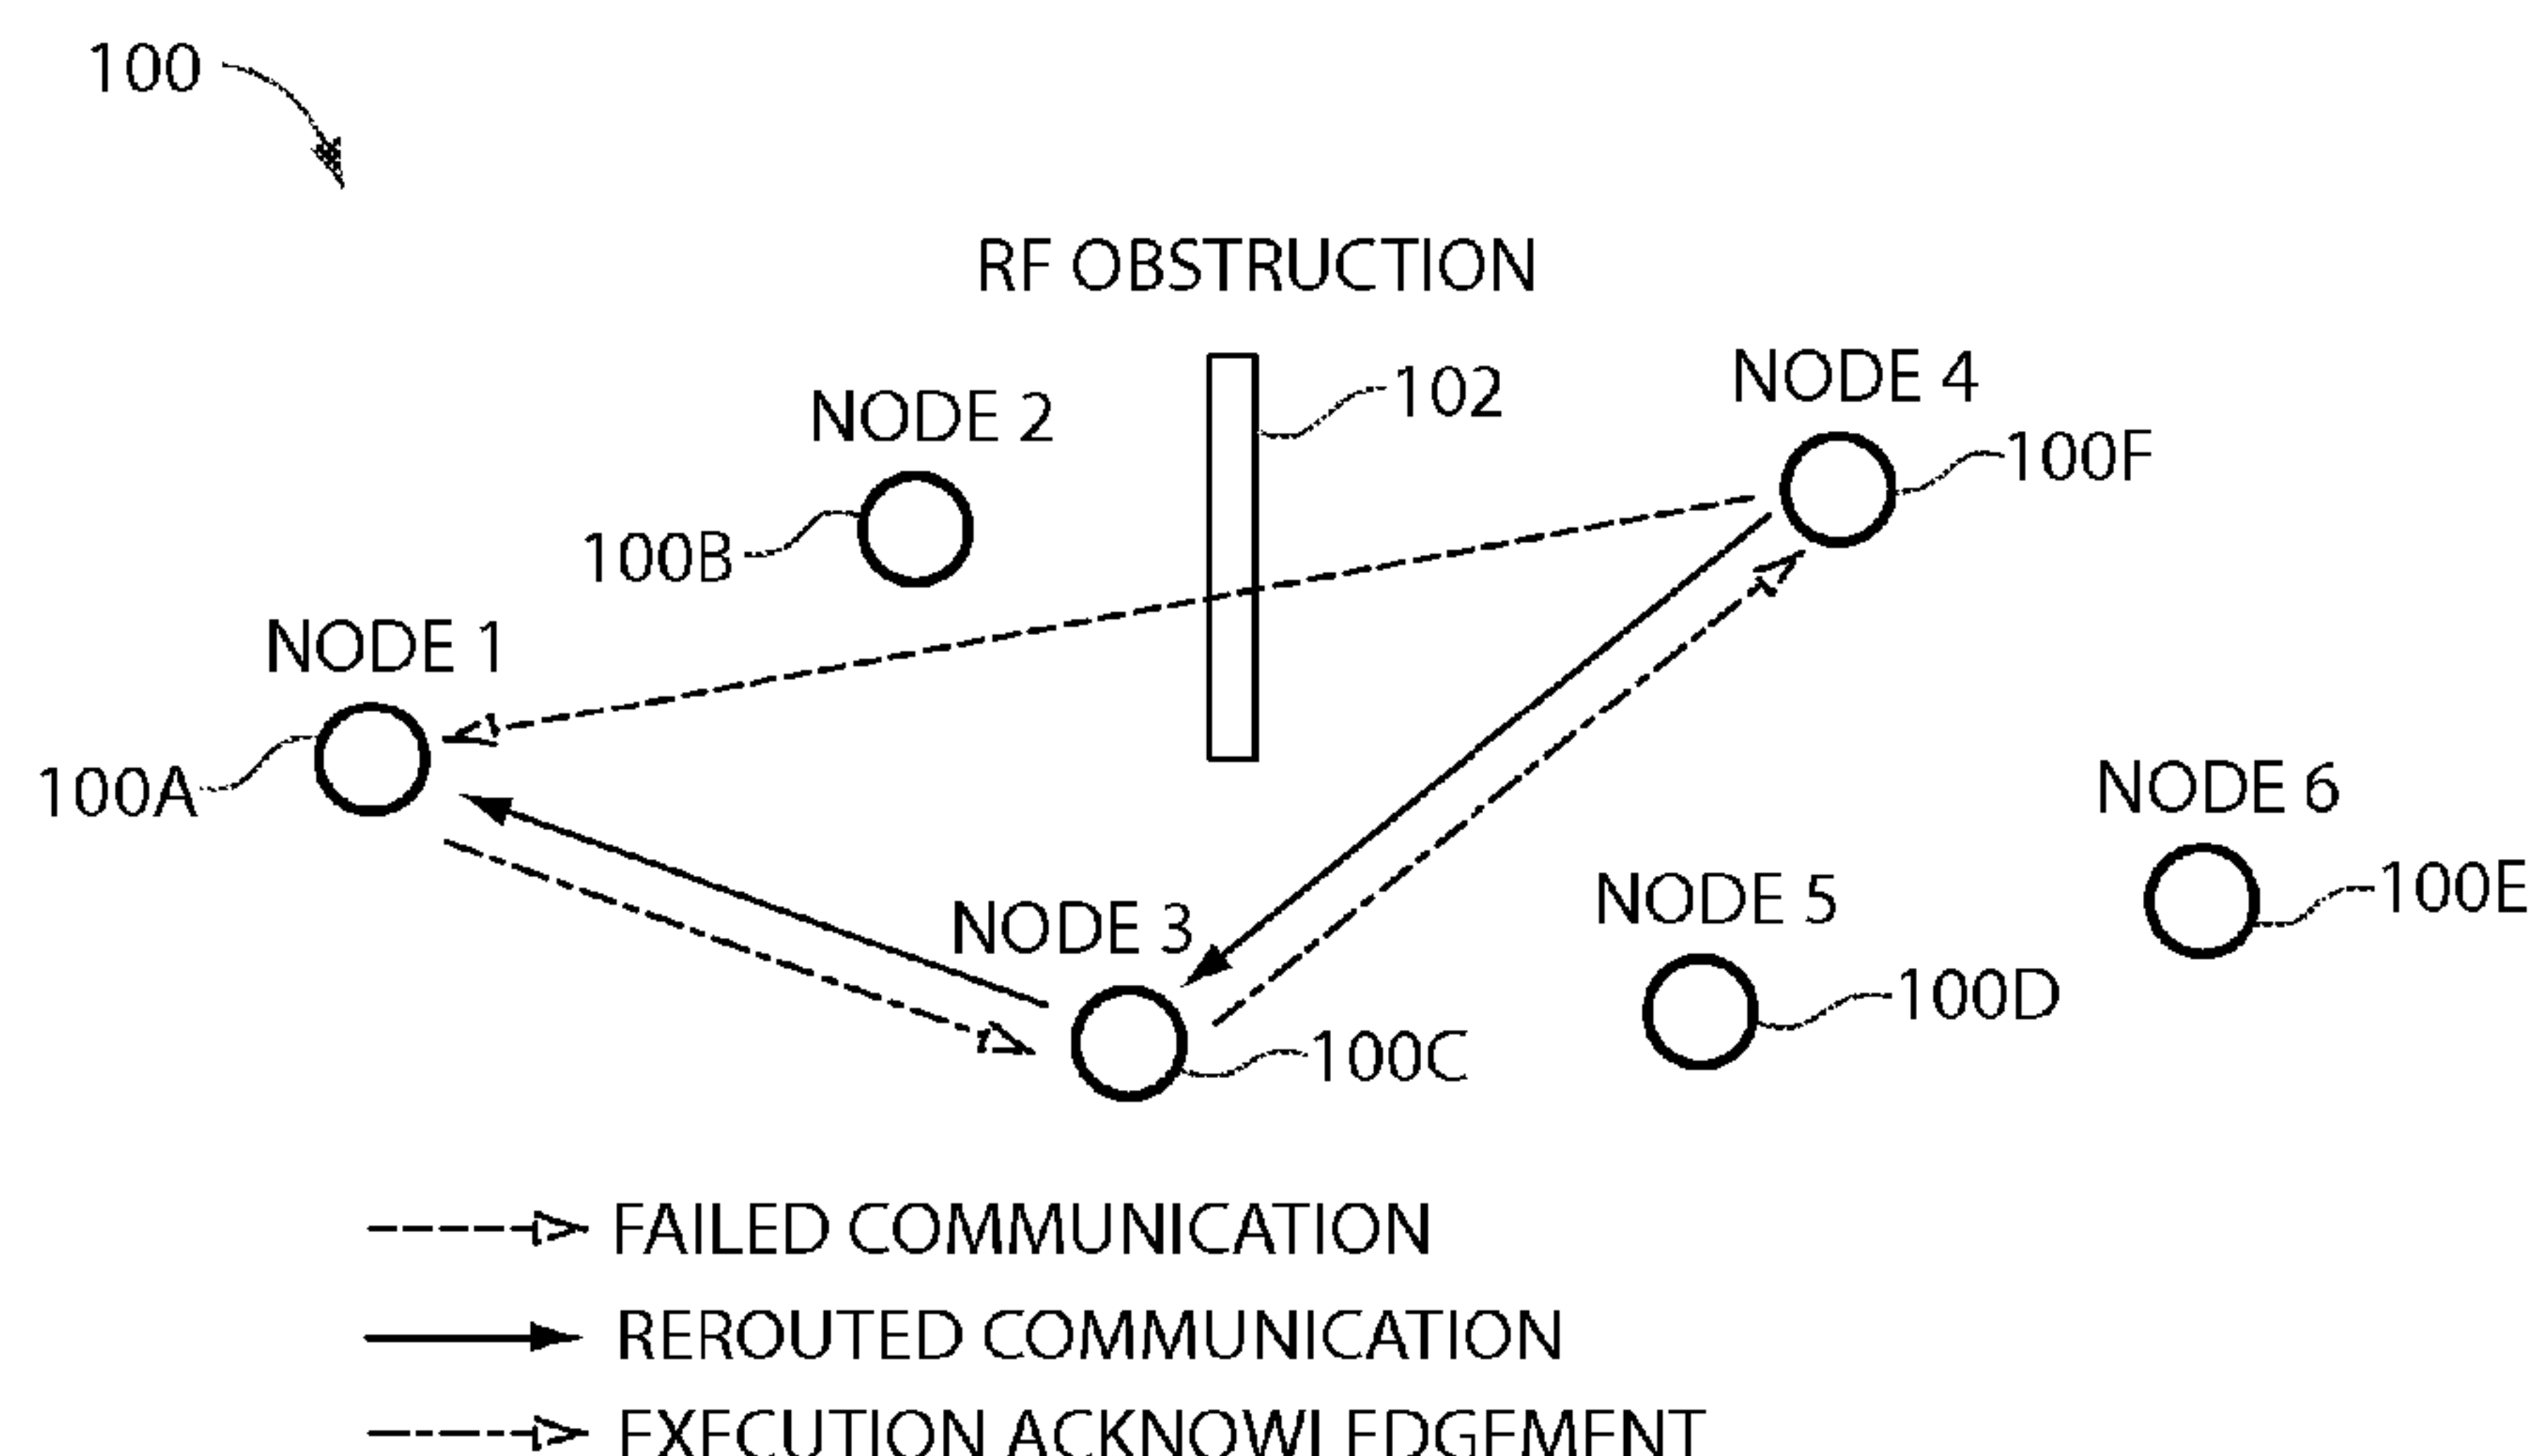 100
RF OBSTRUCTION
102
NODE 4
100F
NODE 2
100B
NODE 1
100A
NODE 6
100E
NODE 5
100D
NODE 3
100C
FAILED COMMUNICATION
REROUTED COMMUNICATION
EXECUTION ACKNOWLEDGEMENT